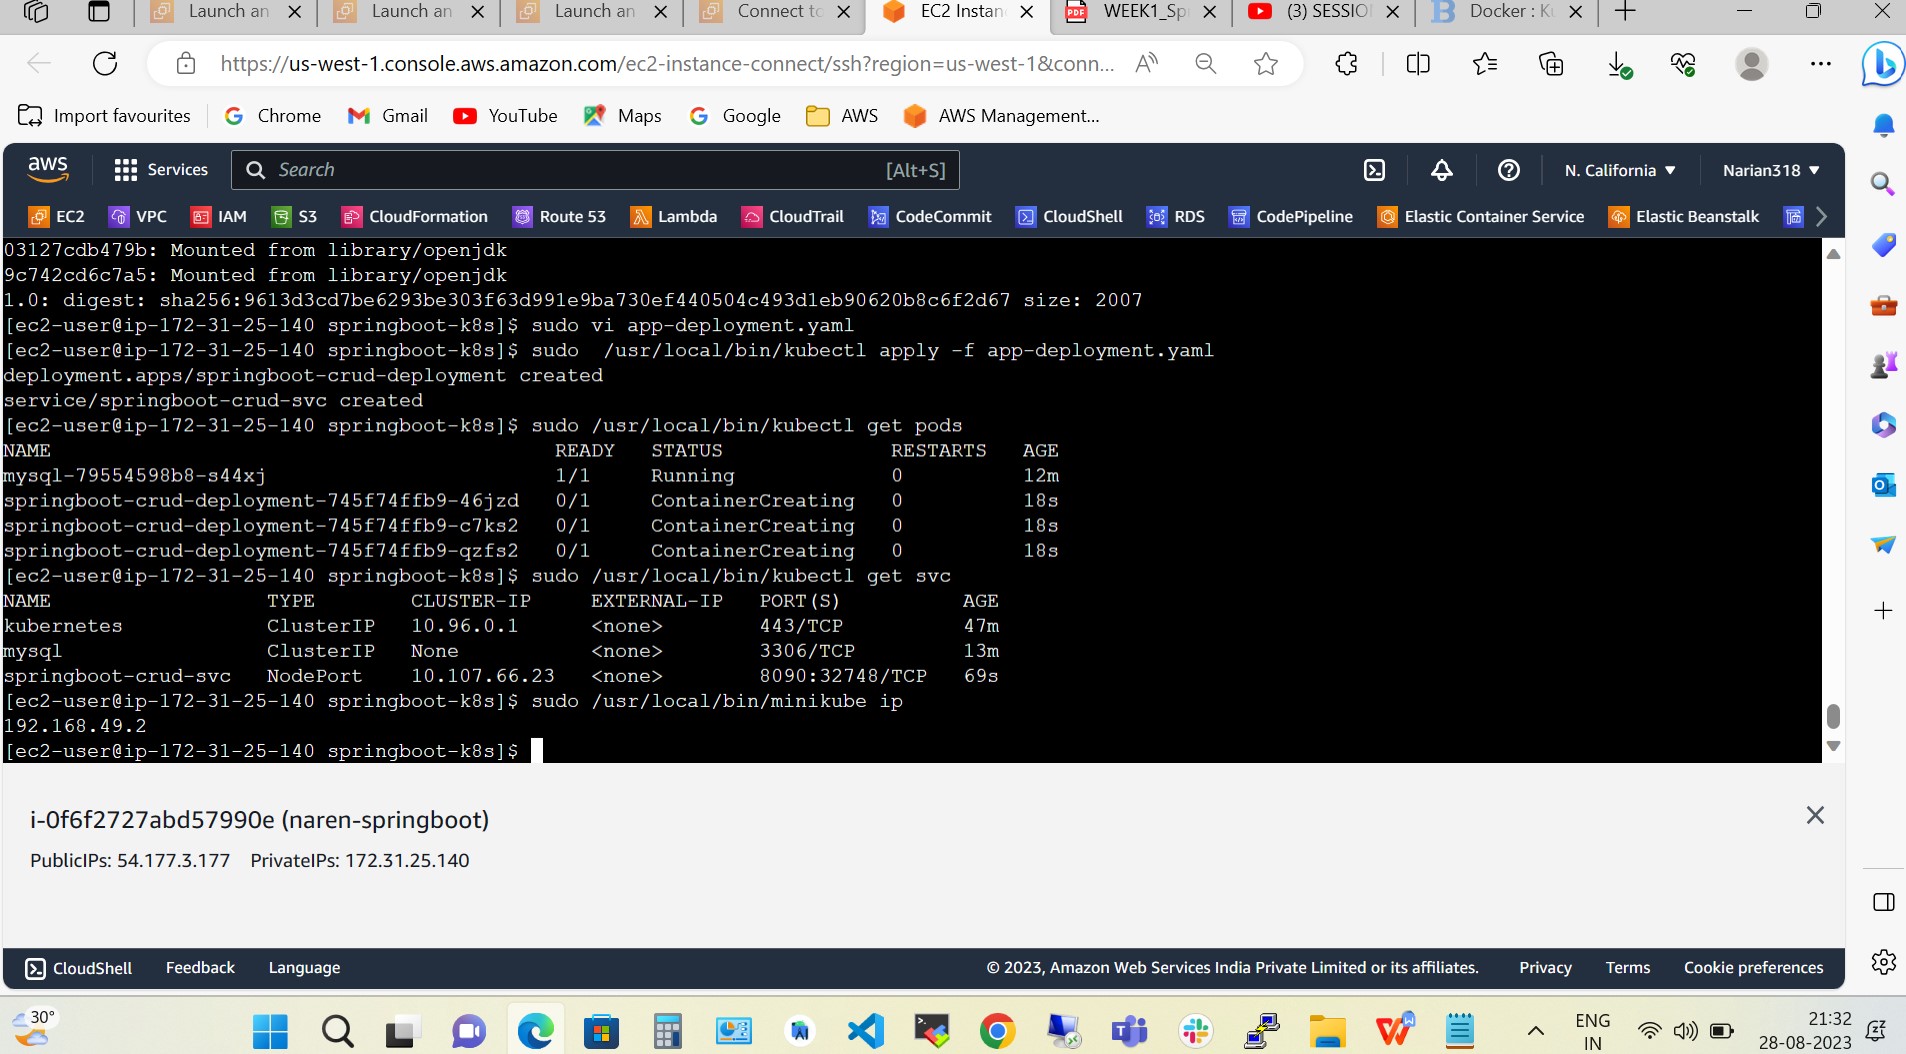 Launch an
Launch an
Launch an
Connect to
EC2 Instan
WEEK1_Sp
(3) SESSIO
Docker : Ku
https://us-west-1.console.aws.amazon.com/ec2-instance-connect/ssh?region=us-west-1&conn...
Import favourites
Chrome
Gmail
YouTube
Maps
Google
AWS
AWS Management...
aws
Services
Search
[Alt+S]
N. California
Narian318
EC2
VPC
IAM
S3
CloudFormation
Route 53
Lambda
CloudTrail
CodeCommit
CloudShell
RDS
CodePipeline
Elastic Container Service
Elastic Beanstalk
03127cdb479b: Mounted from library/openjdk
9c742cd6c7a5: Mounted from library/openjdk
1.0: digest: sha256:9613d3cd7be6293be303f63d991e9ba730ef440504c493d1eb90620b8c6f2d67 size: 2007
[ec2-user@ip-172-31-25-140 springboot-k8s]$ sudo vi app-deployment.yaml
[ec2-user@ip-172-31-25-140 springboot-k8s]$ sudo  /usr/local/bin/kubectl apply -f app-deployment.yaml
deployment.apps/springboot-crud-deployment created
service/springboot-crud-svc created
[ec2-user@ip-172-31-25-140 springboot-k8s]$ sudo /usr/local/bin/kubectl get pods
NAME READY STATUS RESTARTS AGE
mysql-79554598b8-s44xj 1/1 Running 0 12m
springboot-crud-deployment-745f74ffb9-46jzd 0/1 ContainerCreating 0 18s
springboot-crud-deployment-745f74ffb9-c7ks2 0/1 ContainerCreating 0 18s
springboot-crud-deployment-745f74ffb9-qzfs2 0/1 ContainerCreating 0 18s
[ec2-user@ip-172-31-25-140 springboot-k8s]$ sudo /usr/local/bin/kubectl get svc
NAME TYPE CLUSTER-IP EXTERNAL-IP PORT(S) AGE
kubernetes ClusterIP 10.96.0.1 <none> 443/TCP 47m
mysql ClusterIP None <none> 3306/TCP 13m
springboot-crud-svc NodePort 10.107.66.23 <none> 8090:32748/TCP 69s
[ec2-user@ip-172-31-25-140 springboot-k8s]$ sudo /usr/local/bin/minikube ip
192.168.49.2
[ec2-user@ip-172-31-25-140 springboot-k8s]$
i-0f6f2727abd57990e (naren-springboot)
PublicIPs: 54.177.3.177 PrivateIPs: 172.31.25.140
CloudShell
Feedback
Language
© 2023, Amazon Web Services India Private Limited or its affiliates.
Privacy
Terms
Cookie preferences
30°
ENG
IN
21:32
28-08-2023